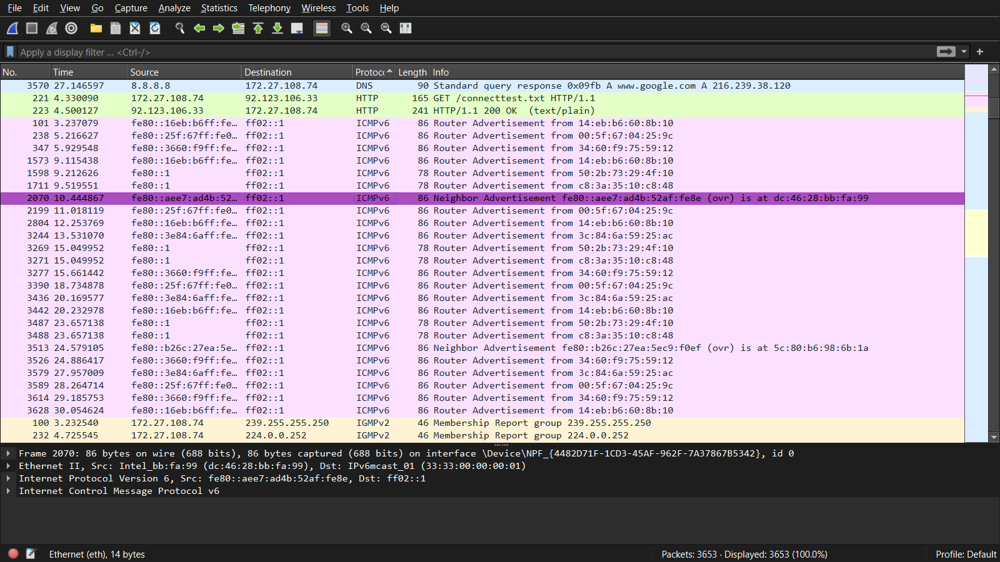 File Edit View Go Capture Analyze Statistics Telephony Wireless Tools Help
Apply a display filter ... <Ctrl-/>
No. Time Source Destination Protoc Length Info
3570 27.146597 8.8.8.8 172.27.108.74 DNS 90 Standard query response 0x09fb A www.google.com A 216.239.38.120
221 4.330090 172.27.108.74 92.123.106.33 HTTP 165 GET /connecttest.txt HTTP/1.1
223 4.500127 92.123.106.33 172.27.108.74 HTTP 241 HTTP/1.1 200 OK (text/plain)
101 3.237079 fe80::16eb:b6ff:fe… ff02::1 ICMPv6 86 Router Advertisement from 14:eb:b6:60:8b:10
238 5.216627 fe80::25f:67ff:fe0… ff02::1 ICMPv6 86 Router Advertisement from 00:5f:67:04:25:9c
347 5.929548 fe80::3660:f9ff:fe… ff02::1 ICMPv6 86 Router Advertisement from 34:60:f9:75:59:12
1573 9.115438 fe80::16eb:b6ff:fe… ff02::1 ICMPv6 86 Router Advertisement from 14:eb:b6:60:8b:10
1598 9.212626 fe80::1 ff02::1 ICMPv6 78 Router Advertisement from 50:2b:73:29:4f:10
1711 9.519551 fe80::1 ff02::1 ICMPv6 78 Router Advertisement from c8:3a:35:10:c8:48
2070 10.444867 fe80::aee7:ad4b:52… ff02::1 ICMPv6 86 Neighbor Advertisement fe80::aee7:ad4b:52af:fe8e (ovr) is at dc:46:28:bb:fa:99
2199 11.018119 fe80::25f:67ff:fe0… ff02::1 ICMPv6 86 Router Advertisement from 00:5f:67:04:25:9c
2804 12.253769 fe80::16eb:b6ff:fe… ff02::1 ICMPv6 86 Router Advertisement from 14:eb:b6:60:8b:10
3244 13.531070 fe80::3e84:6aff:fe… ff02::1 ICMPv6 86 Router Advertisement from 3c:84:6a:59:25:ac
3269 15.049952 fe80::1 ff02::1 ICMPv6 78 Router Advertisement from 50:2b:73:29:4f:10
3271 15.049952 fe80::1 ff02::1 ICMPv6 78 Router Advertisement from c8:3a:35:10:c8:48
3277 15.661442 fe80::3660:f9ff:fe… ff02::1 ICMPv6 86 Router Advertisement from 34:60:f9:75:59:12
3390 18.734878 fe80::25f:67ff:fe0… ff02::1 ICMPv6 86 Router Advertisement from 00:5f:67:04:25:9c
3436 20.169577 fe80::3e84:6aff:fe… ff02::1 ICMPv6 86 Router Advertisement from 3c:84:6a:59:25:ac
3442 20.232978 fe80::16eb:b6ff:fe… ff02::1 ICMPv6 86 Router Advertisement from 14:eb:b6:60:8b:10
3487 23.657138 fe80::1 ff02::1 ICMPv6 78 Router Advertisement from 50:2b:73:29:4f:10
3488 23.657138 fe80::1 ff02::1 ICMPv6 78 Router Advertisement from c8:3a:35:10:c8:48
3513 24.579105 fe80::b26c:27ea:5e… ff02::1 ICMPv6 86 Neighbor Advertisement fe80::b26c:27ea:5ec9:f0ef (ovr) is at 5c:80:b6:98:6b:1a
3526 24.886417 fe80::3660:f9ff:fe… ff02::1 ICMPv6 86 Router Advertisement from 34:60:f9:75:59:12
3579 27.957009 fe80::3e84:6aff:fe… ff02::1 ICMPv6 86 Router Advertisement from 3c:84:6a:59:25:ac
3589 28.264714 fe80::25f:67ff:fe0… ff02::1 ICMPv6 86 Router Advertisement from 00:5f:67:04:25:9c
3614 29.185753 fe80::3660:f9ff:fe… ff02::1 ICMPv6 86 Router Advertisement from 34:60:f9:75:59:12
3628 30.054624 fe80::16eb:b6ff:fe… ff02::1 ICMPv6 86 Router Advertisement from 14:eb:b6:60:8b:10
100 3.232540 172.27.108.74 239.255.255.250 IGMPv2 46 Membership Report group 239.255.255.250
232 4.725545 172.27.108.74 224.0.0.252 IGMPv2 46 Membership Report group 224.0.0.252
Frame 2070: 86 bytes on wire (688 bits), 86 bytes captured (688 bits) on interface \Device\NPF_{4482D71F-1CD3-45AF-962F-7A37867B5342}, id 0
Ethernet II, Src: Intel_bb:fa:99 (dc:46:28:bb:fa:99), Dst: IPv6mcast_01 (33:33:00:00:00:01)
Internet Protocol Version 6, Src: fe80::aee7:ad4b:52af:fe8e, Dst: ff02::1
Internet Control Message Protocol v6
Ethernet (eth), 14 bytes Packets: 3653 · Displayed: 3653 (100.0%) Profile: Default